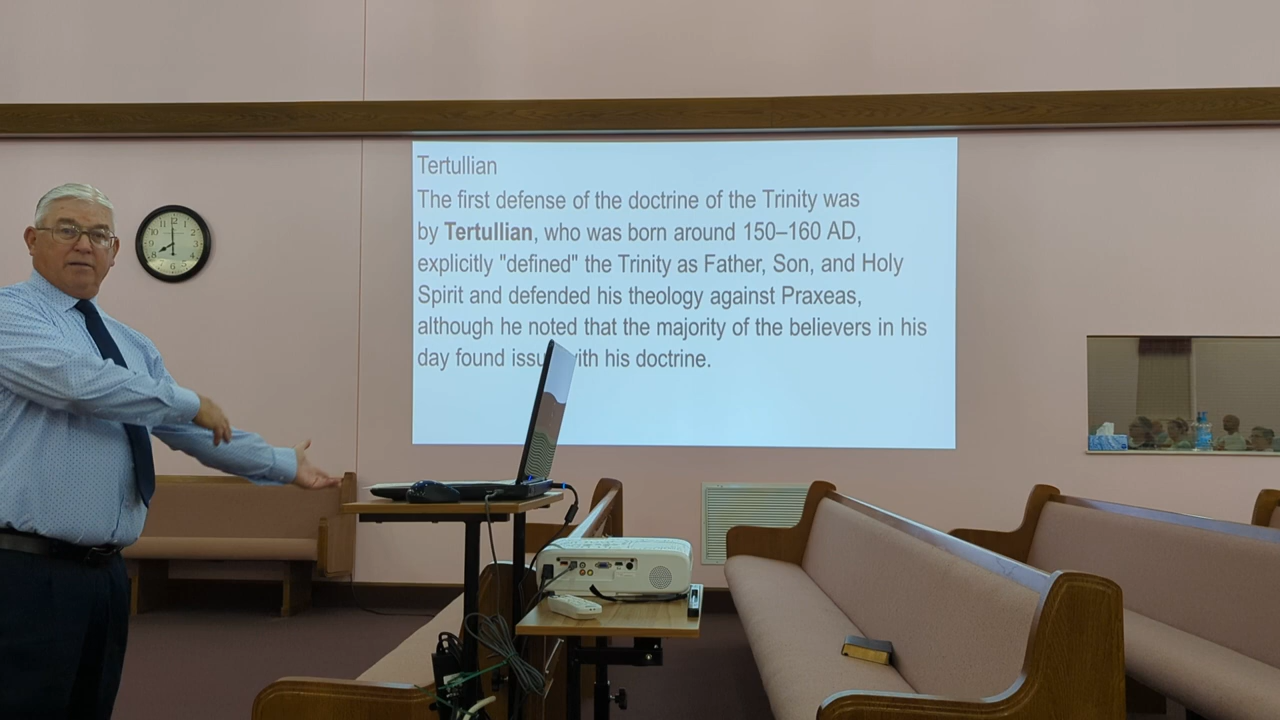 Tertullian
The first defense of the doctrine of the Trinity was
by Tertullian, who was born around 150–160 AD,
explicitly "defined" the Trinity as Father, Son, and Holy
Spirit and defended his theology against Praxeas,
although he noted that the majority of the believers in his
day found issu with his doctrine.